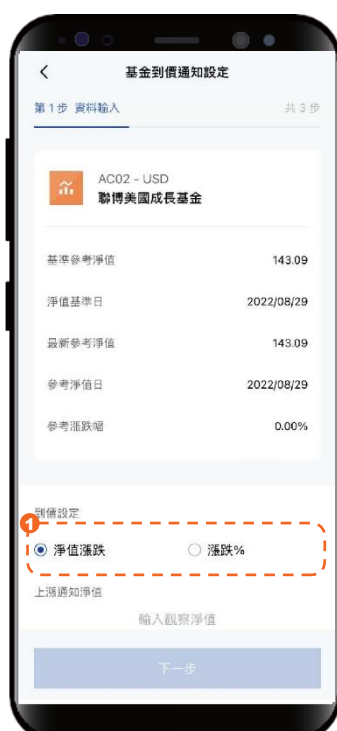 基金到價通知設定
第1步 資料輸入 共3步
AC02 - USD
聯博美國成長基金
基準參考淨值 143.09
淨值基準日 2022/08/29
最新參考淨值 143.09
參考淨值日 2022/08/29
參考漲跌幅 0.00%
到價設定
1
淨值漲跌 漲跌%
上漲通知淨值
輸入觀察淨值
下一步